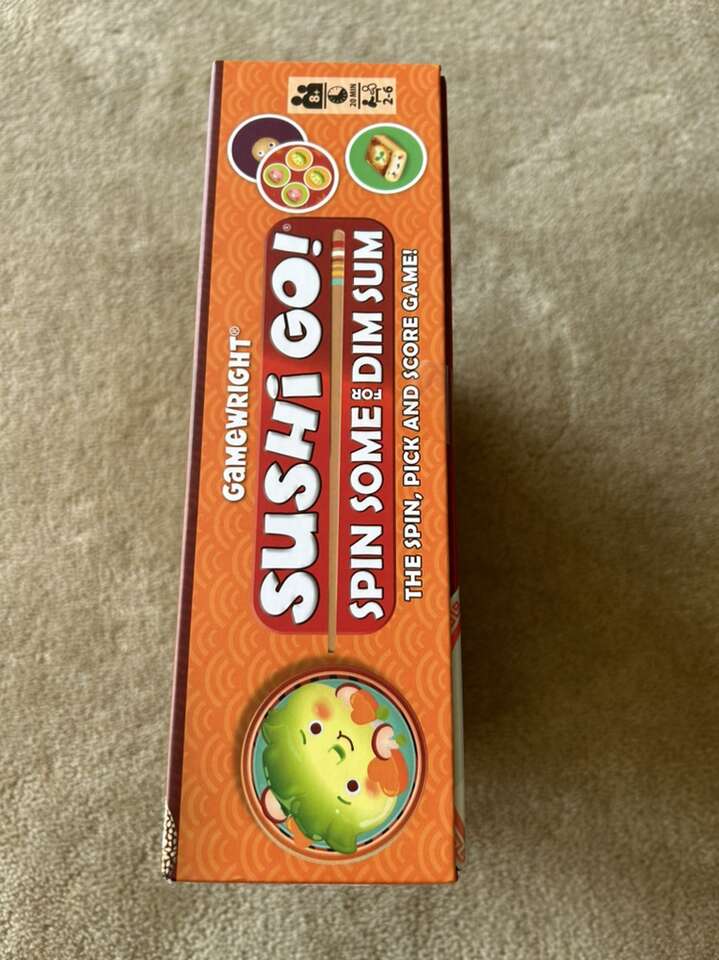 GAMEWRIGHT®
SUSHi GO!®
SPIN SOME FOR DIM SUM
THE SPIN, PICK AND SCORE GAME!
8+
20 MIN
2-6